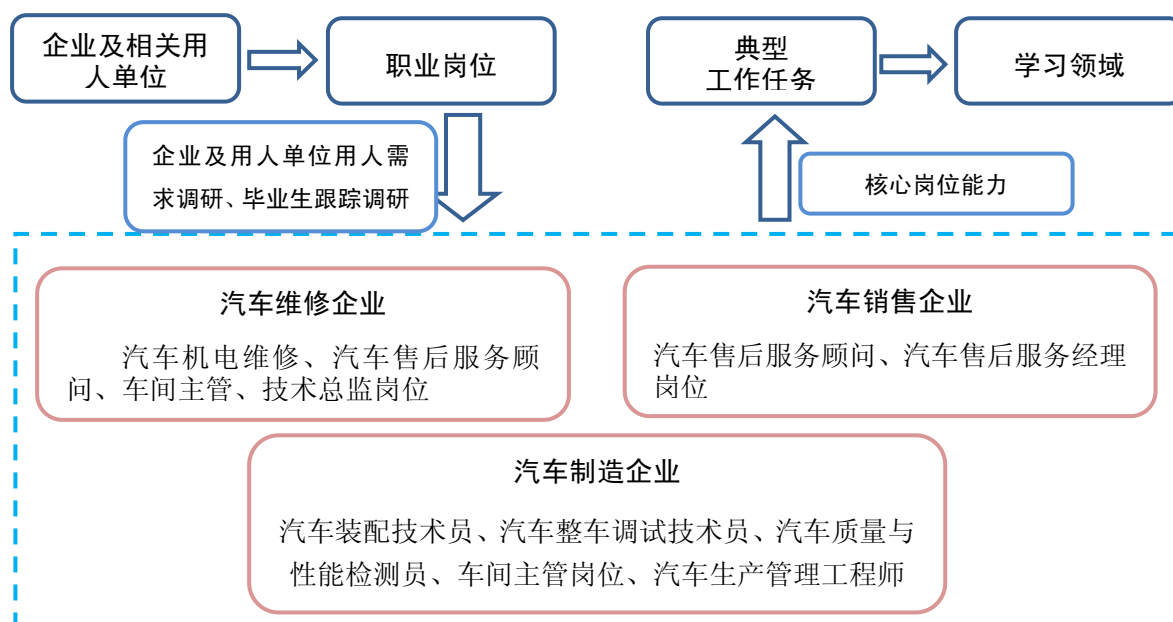 企业及相关用
人单位
职业岗位
典型
工作任务
学习领域
企业及用人单位用人需
求调研、毕业生跟踪调研
核心岗位能力
汽车维修企业
汽车机电维修、汽车售后服务顾
问、车间主管、技术总监岗位
汽车销售企业
汽车售后服务顾问、汽车售后服务经理
岗位
汽车制造企业
汽车装配技术员、汽车整车调试技术员、汽车质量与
性能检测员、车间主管岗位、汽车生产管理工程师